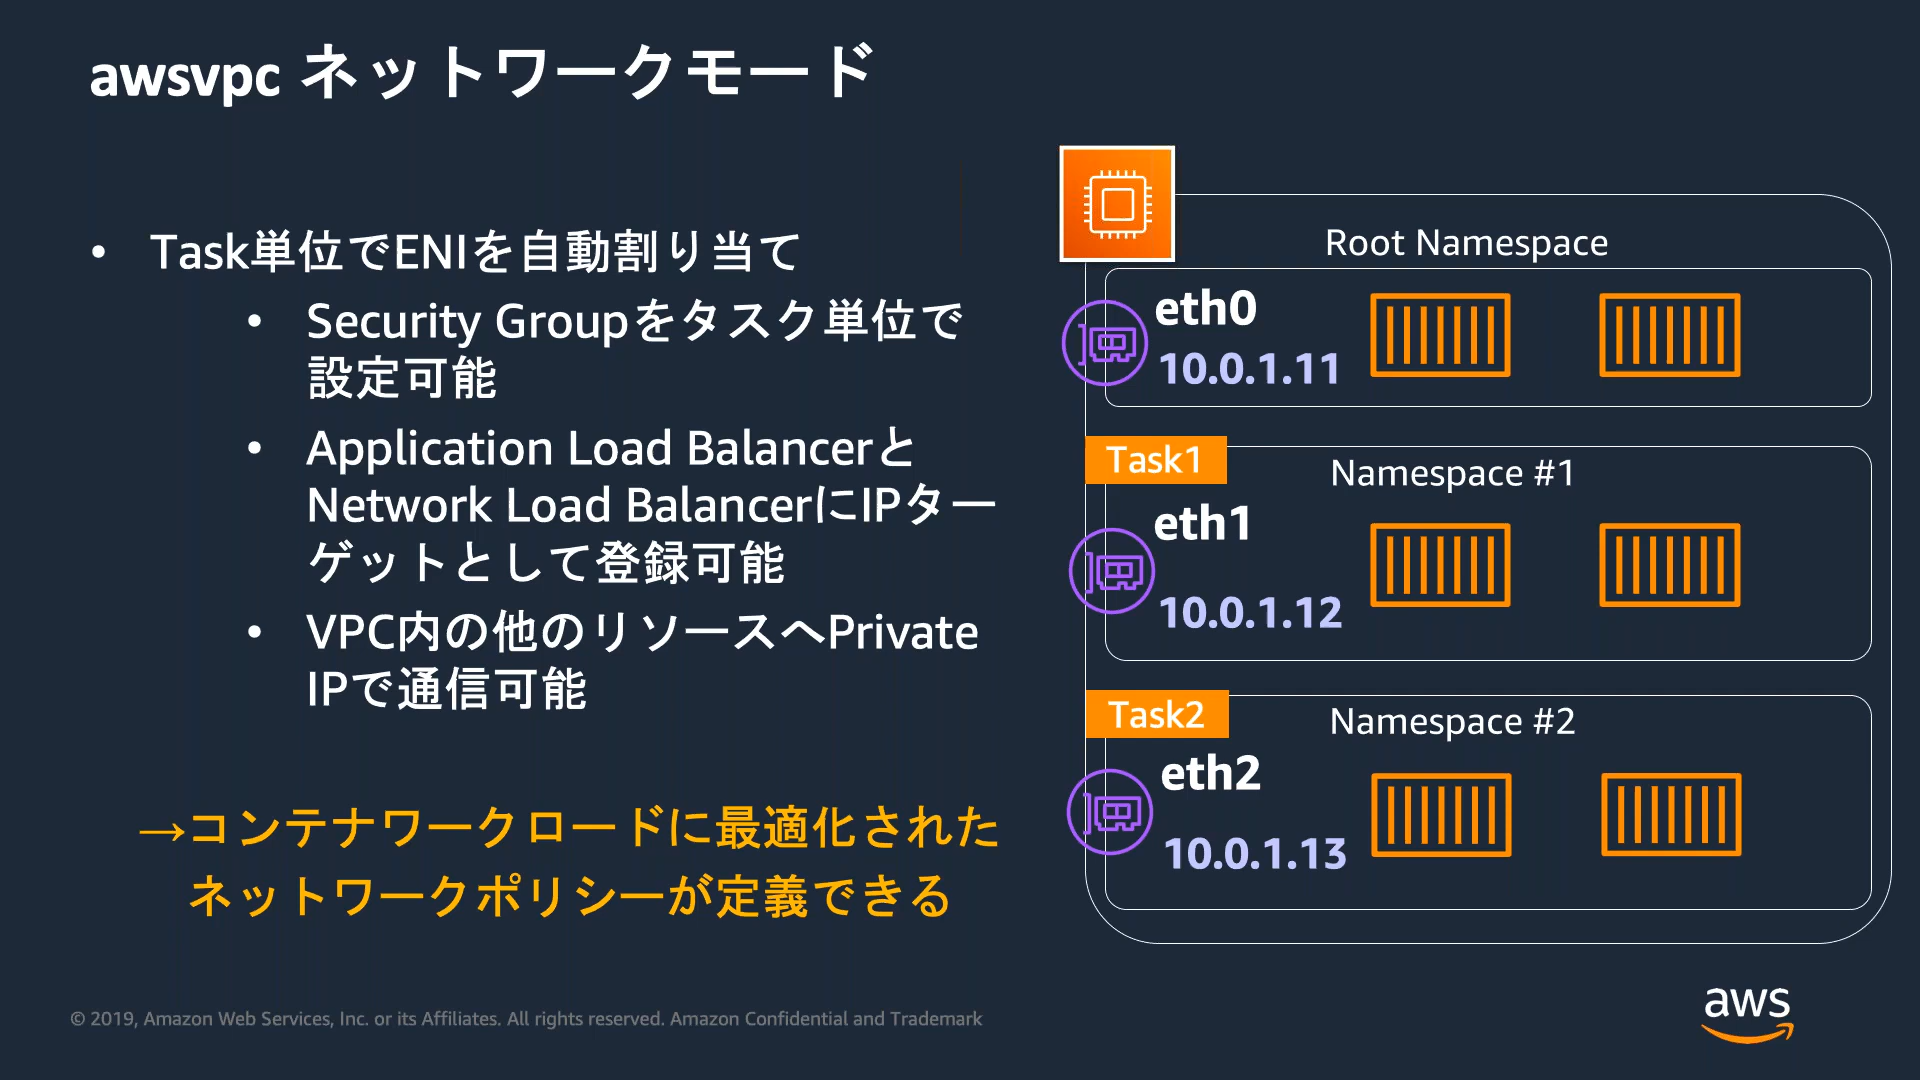 awsvpc ネットワークモード
• Task単位でENIを自動割り当て
• Security Groupをタスク単位で
設定可能
• Application Load Balancerと
Network Load BalancerにIPター
ゲットとして登録可能
• VPC内の他のリソースへPrivate
IPで通信可能
→コンテナワークロードに最適化された
ネットワークポリシーが定義できる
Root Namespace
eth0
10.0.1.11
Task1
Namespace #1
eth1
10.0.1.12
Task2
Namespace #2
eth2
10.0.1.13
© 2019, Amazon Web Services, Inc. or its Affiliates. All rights reserved. Amazon Confidential and Trademark
aws